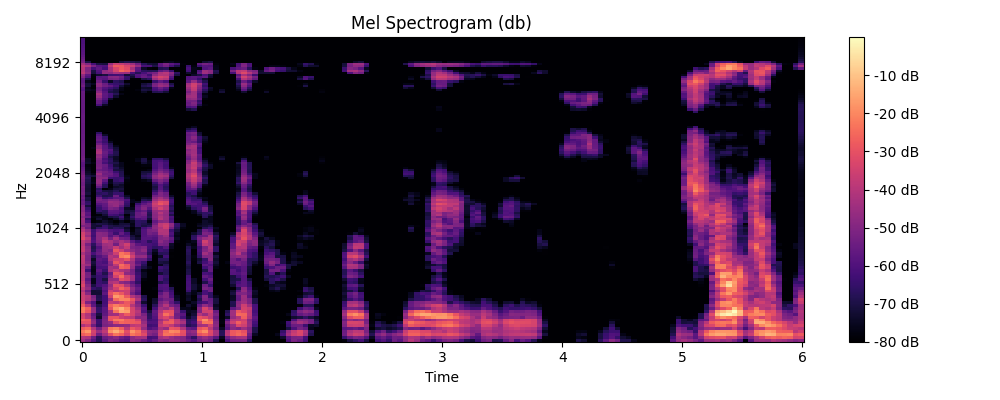 Mel Spectrogram (db)
8192
4096
2048
1024
512
0
Hz
0 1 2 3 4 5 6
Time
-10 dB
-20 dB
-30 dB
-40 dB
-50 dB
-60 dB
-70 dB
-80 dB